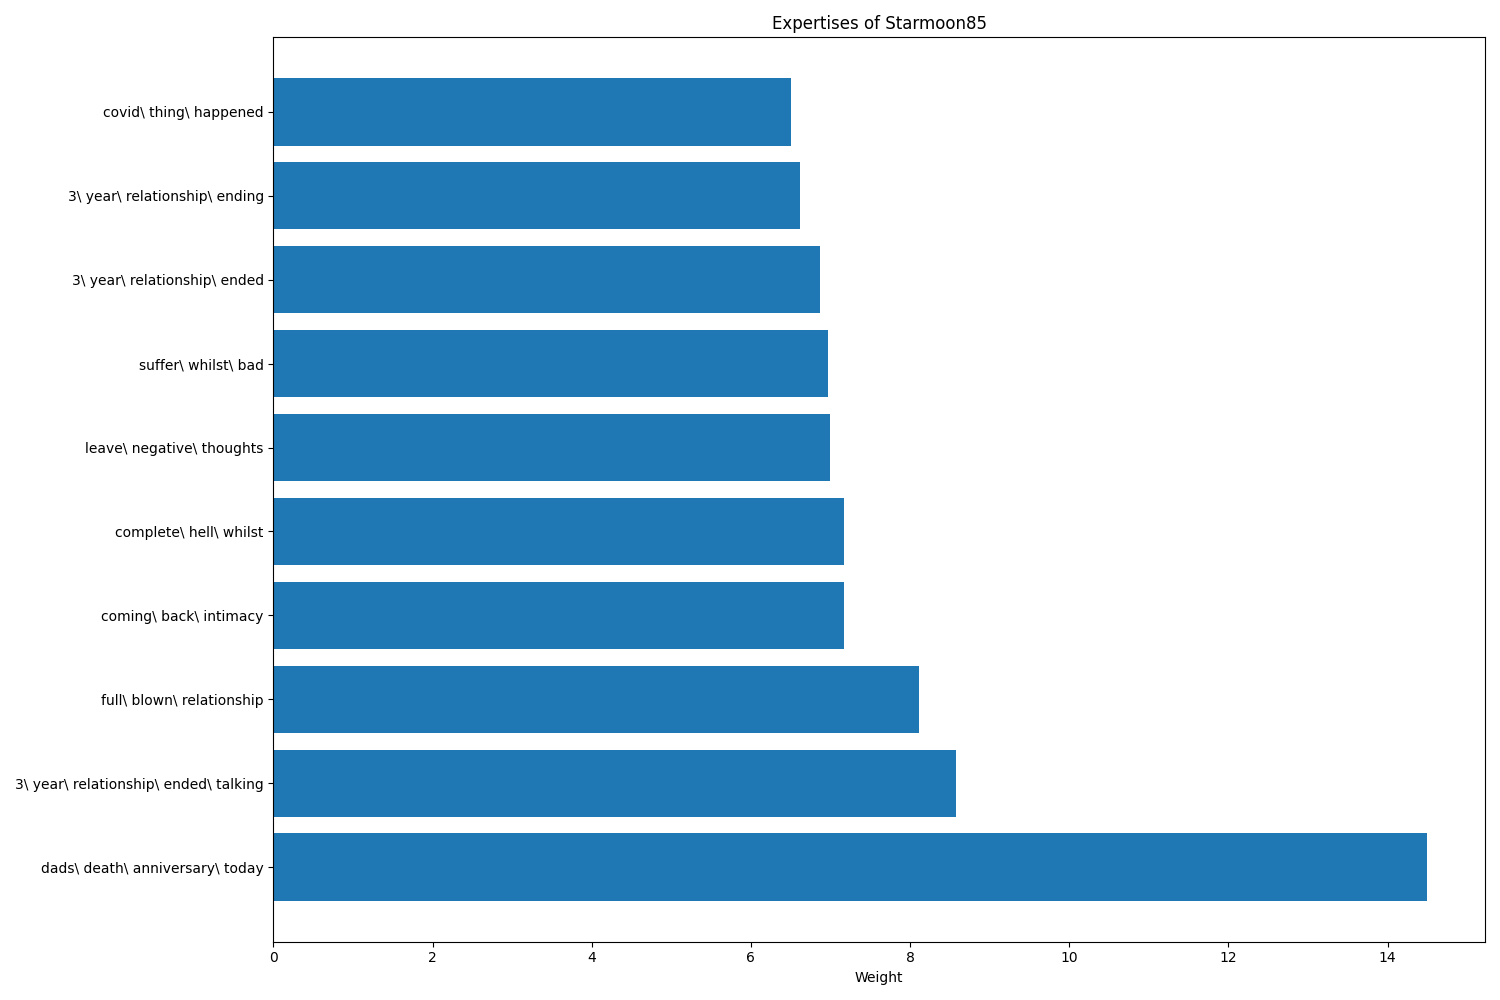 Expertises of Starmoon85
covid\ thing\ happened
3\ year\ relationship\ ending
3\ year\ relationship\ ended
suffer\ whilst\ bad
leave\ negative\ thoughts
complete\ hell\ whilst
coming\ back\ intimacy
full\ blown\ relationship
3\ year\ relationship\ ended\ talking
dads\ death\ anniversary\ today
0 2 4 6 8 10 12 14
Weight